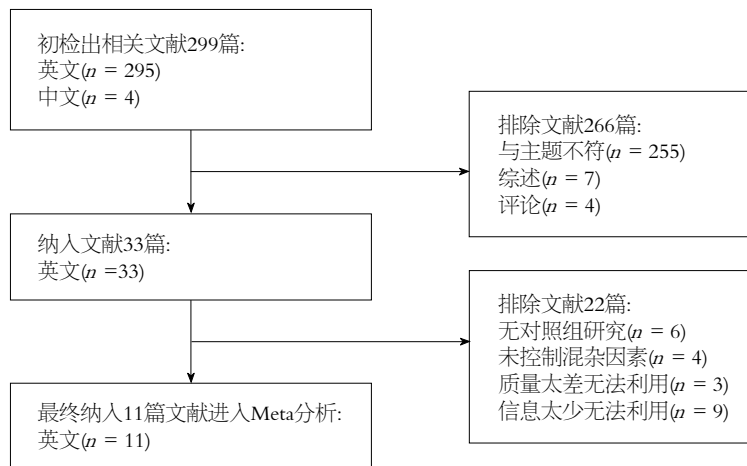 初检出相关文献299篇:
英文(n = 295)
中文(n = 4)
排除文献266篇:
与主题不符(n = 255)
综述(n = 7)
评论(n = 4)
纳入文献33篇:
英文(n =33)
排除文献22篇:
无对照组研究(n = 6)
未控制混杂因素(n = 4)
质量太差无法利用(n = 3)
信息太少无法利用(n = 9)
最终纳入11篇文献进入Meta分析:
英文(n = 11)